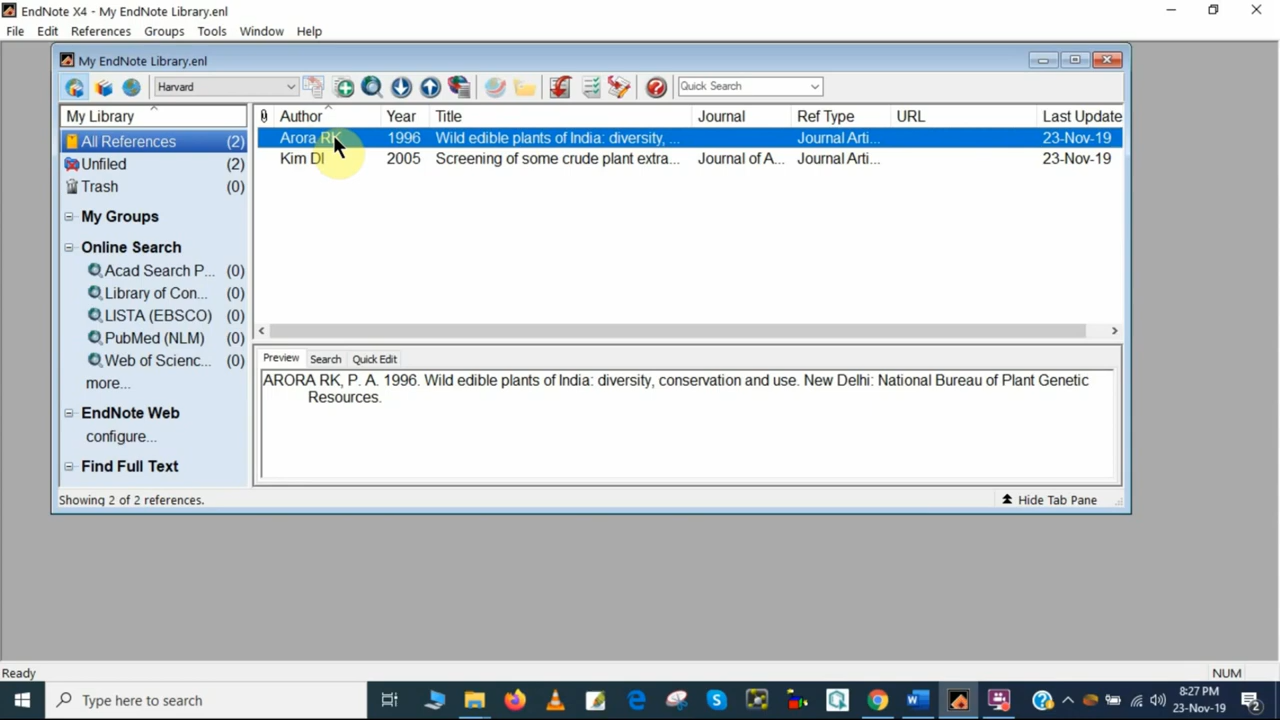 EndNote X4 - My EndNote Library.enl
File Edit References Groups Tools Window Help
My EndNote Library.enl
Harvard
Quick Search
My Library
All References (2)
Unfiled (2)
Trash (0)
My Groups
Online Search
Acad Search P... (0)
Library of Con... (0)
LISTA (EBSCO) (0)
PubMed (NLM) (0)
Web of Scienc... (0)
more...
EndNote Web
configure...
Find Full Text
Author Year Title Journal Ref Type URL Last Update
Arora RK 1996 Wild edible plants of India: diversity, ... Journal Arti... 23-Nov-19
Kim DI 2005 Screening of some crude plant extra... Journal of A... Journal Arti... 23-Nov-19
Preview Search Quick Edit
ARORA RK, P. A. 1996. Wild edible plants of India: diversity, conservation and use. New Delhi: National Bureau of Plant Genetic
Resources.
Showing 2 of 2 references.
Hide Tab Pane
Ready
NUM
Type here to search
8:27 PM
23-Nov-19
2